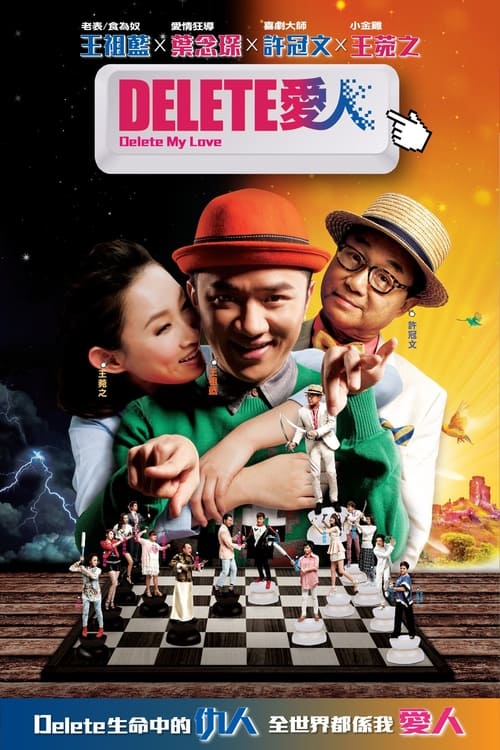 老表/食為奴 愛情狂導 喜劇大師 小金雞
王祖藍×葉念琛×許冠文×王菀之
DELETE愛人
Delete My Love
許冠文
王菀之
王祖藍
Delete生命中的仇人 全世界都係我愛人